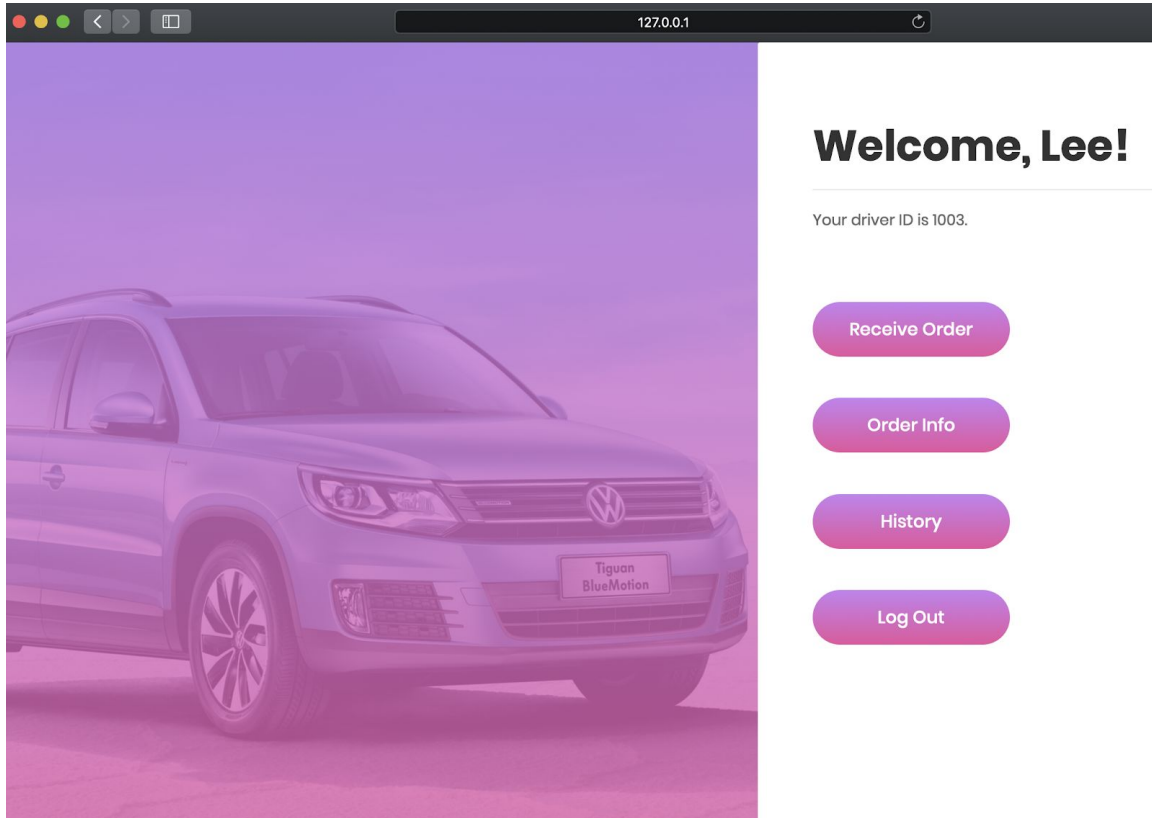 127.0.0.1
Welcome, Lee!
Your driver ID is 1003.
Receive Order
Order Info
History
Log Out
Tiguan
BlueMotion